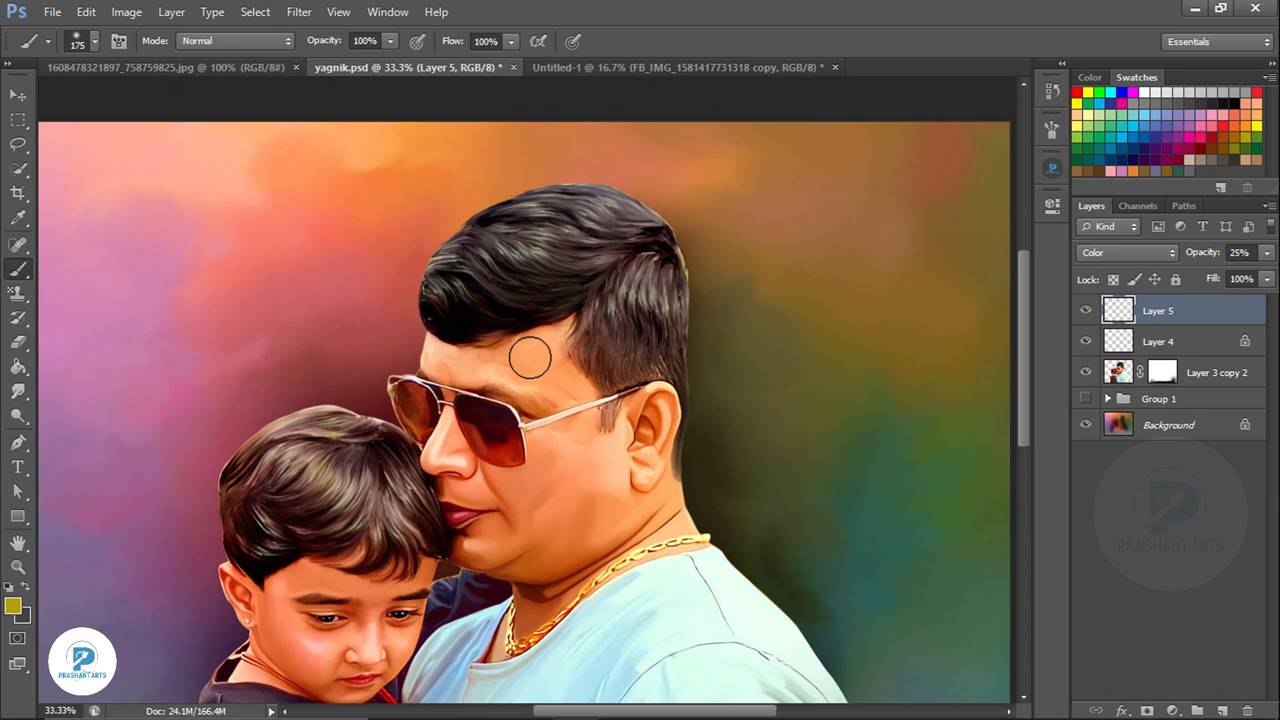 Ps File Edit Image Layer Type Select Filter View Window Help
175 Mode: Normal Opacity: 100% Flow: 100% Essentials
1608478321897_758759825.jpg @ 100% (RGB/8#) × yagnik.psd @ 33.3% (Layer 5, RGB/8) * × Untitled-1 @ 16.7% (FB_IMG_1581417731318 copy, RGB/8) * ×
Color Swatches
Layers Channels Paths
Kind
Color Opacity: 25%
Lock: Fill: 100%
Layer 5
Layer 4
Layer 3 copy 2
Group 1
Background
PRASHANT ARTS
PRASHANT ARTS
33.33% Doc: 24.1M/166.4M